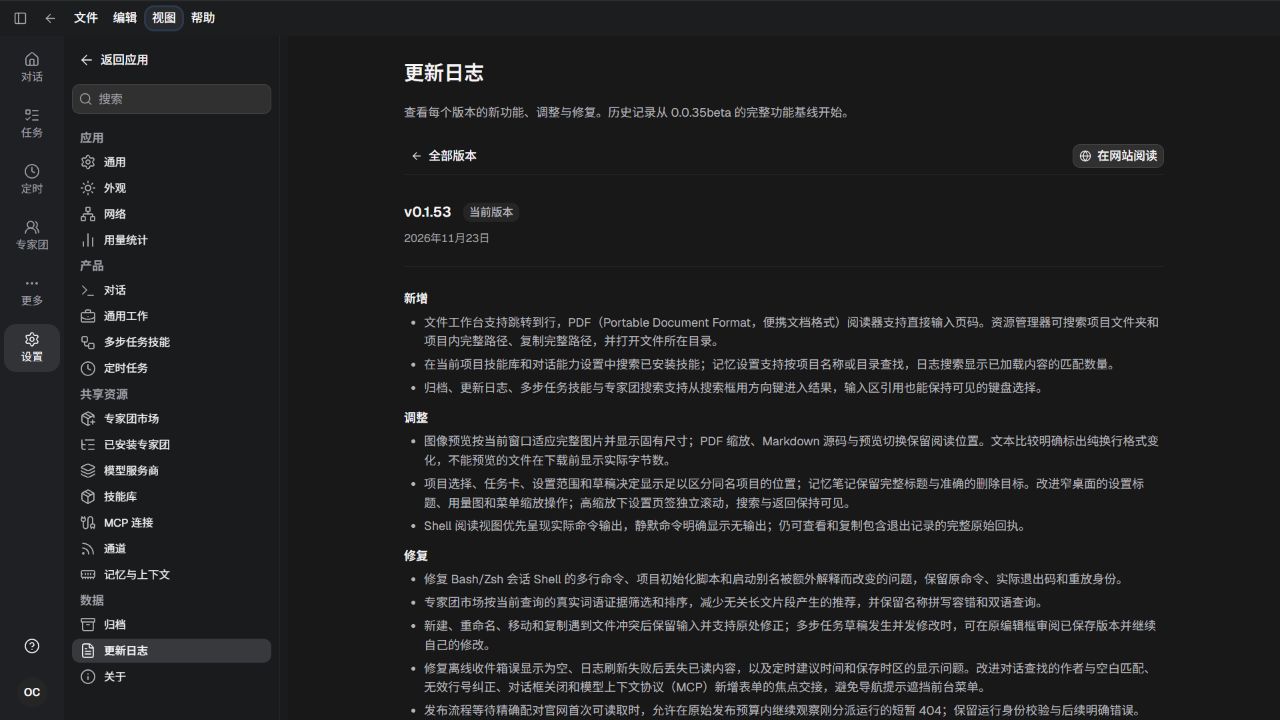 文件 编辑 视图 帮助
对话
任务
定时
专家团
更多
设置
OC
返回应用
搜索
应用
通用
外观
网络
用量统计
产品
对话
通用工作
多步任务技能
定时任务
共享资源
专家团市场
已安装专家团
模型服务商
技能库
MCP 连接
通道
记忆与上下文
数据
归档
更新日志
关于
更新日志
查看每个版本的新功能、调整与修复。历史记录从 0.0.35beta 的完整功能基线开始。
全部版本
在网站阅读
v0.1.53 当前版本
2026年11月23日
新增
• 文件工作台支持跳转到行，PDF（Portable Document Format，便携文档格式）阅读器支持直接输入页码。资源管理器可搜索项目文件夹和
项目内完整路径、复制完整路径，并打开文件所在目录。
• 在当前项目技能库和对话能力设置中搜索已安装技能；记忆设置支持按项目名称或目录查找，日志搜索显示已加载内容的匹配数量。
• 归档、更新日志、多步任务技能与专家团搜索支持从搜索框用方向键进入结果，输入区引用也能保持可见的键盘选择。
调整
• 图像预览按当前窗口适应完整图片并显示固有尺寸；PDF 缩放、Markdown 源码与预览切换保留阅读位置。文本比较明确标出纯换行格式变
化，不能预览的文件在下载前显示实际字节数。
• 项目选择、任务卡、设置范围和草稿决定显示足以区分同名项目的位置；记忆笔记保留完整标题与准确的删除目标。改进窄桌面的设置标
题、用量图和菜单缩放操作；高缩放下设置页签独立滚动，搜索与返回保持可见。
• Shell 阅读视图优先呈现实际命令输出，静默命令明确显示无输出；仍可查看和复制包含退出记录的完整原始回执。
修复
• 修复 Bash/Zsh 会话 Shell 的多行命令、项目初始化脚本和启动别名被额外解释而改变的问题，保留原命令、实际退出码和重放身份。
• 专家团市场按当前查询的真实词语证据筛选和排序，减少无关长文片段产生的推荐，并保留名称拼写容错和双语查询。
• 新建、重命名、移动和复制遇到文件冲突后保留输入并支持原处修正；多步任务草稿发生并发修改时，可在原编辑框审阅已保存版本并继续
自己的修改。
• 修复离线收件箱误显示为空、日志刷新失败后丢失已读内容，以及定时建议时间和保存时区的显示问题。改进对话查找的作者与空白匹配、
无效行号纠正、对话框关闭和模型上下文协议（MCP）新增表单的焦点交接，避免导航提示遮挡前台菜单。
• 发布流程等待精确配对官网首次可读取时，允许在原始发布预算内继续观察刚分派运行的短暂 404；保留运行身份校验与后续明确错误。